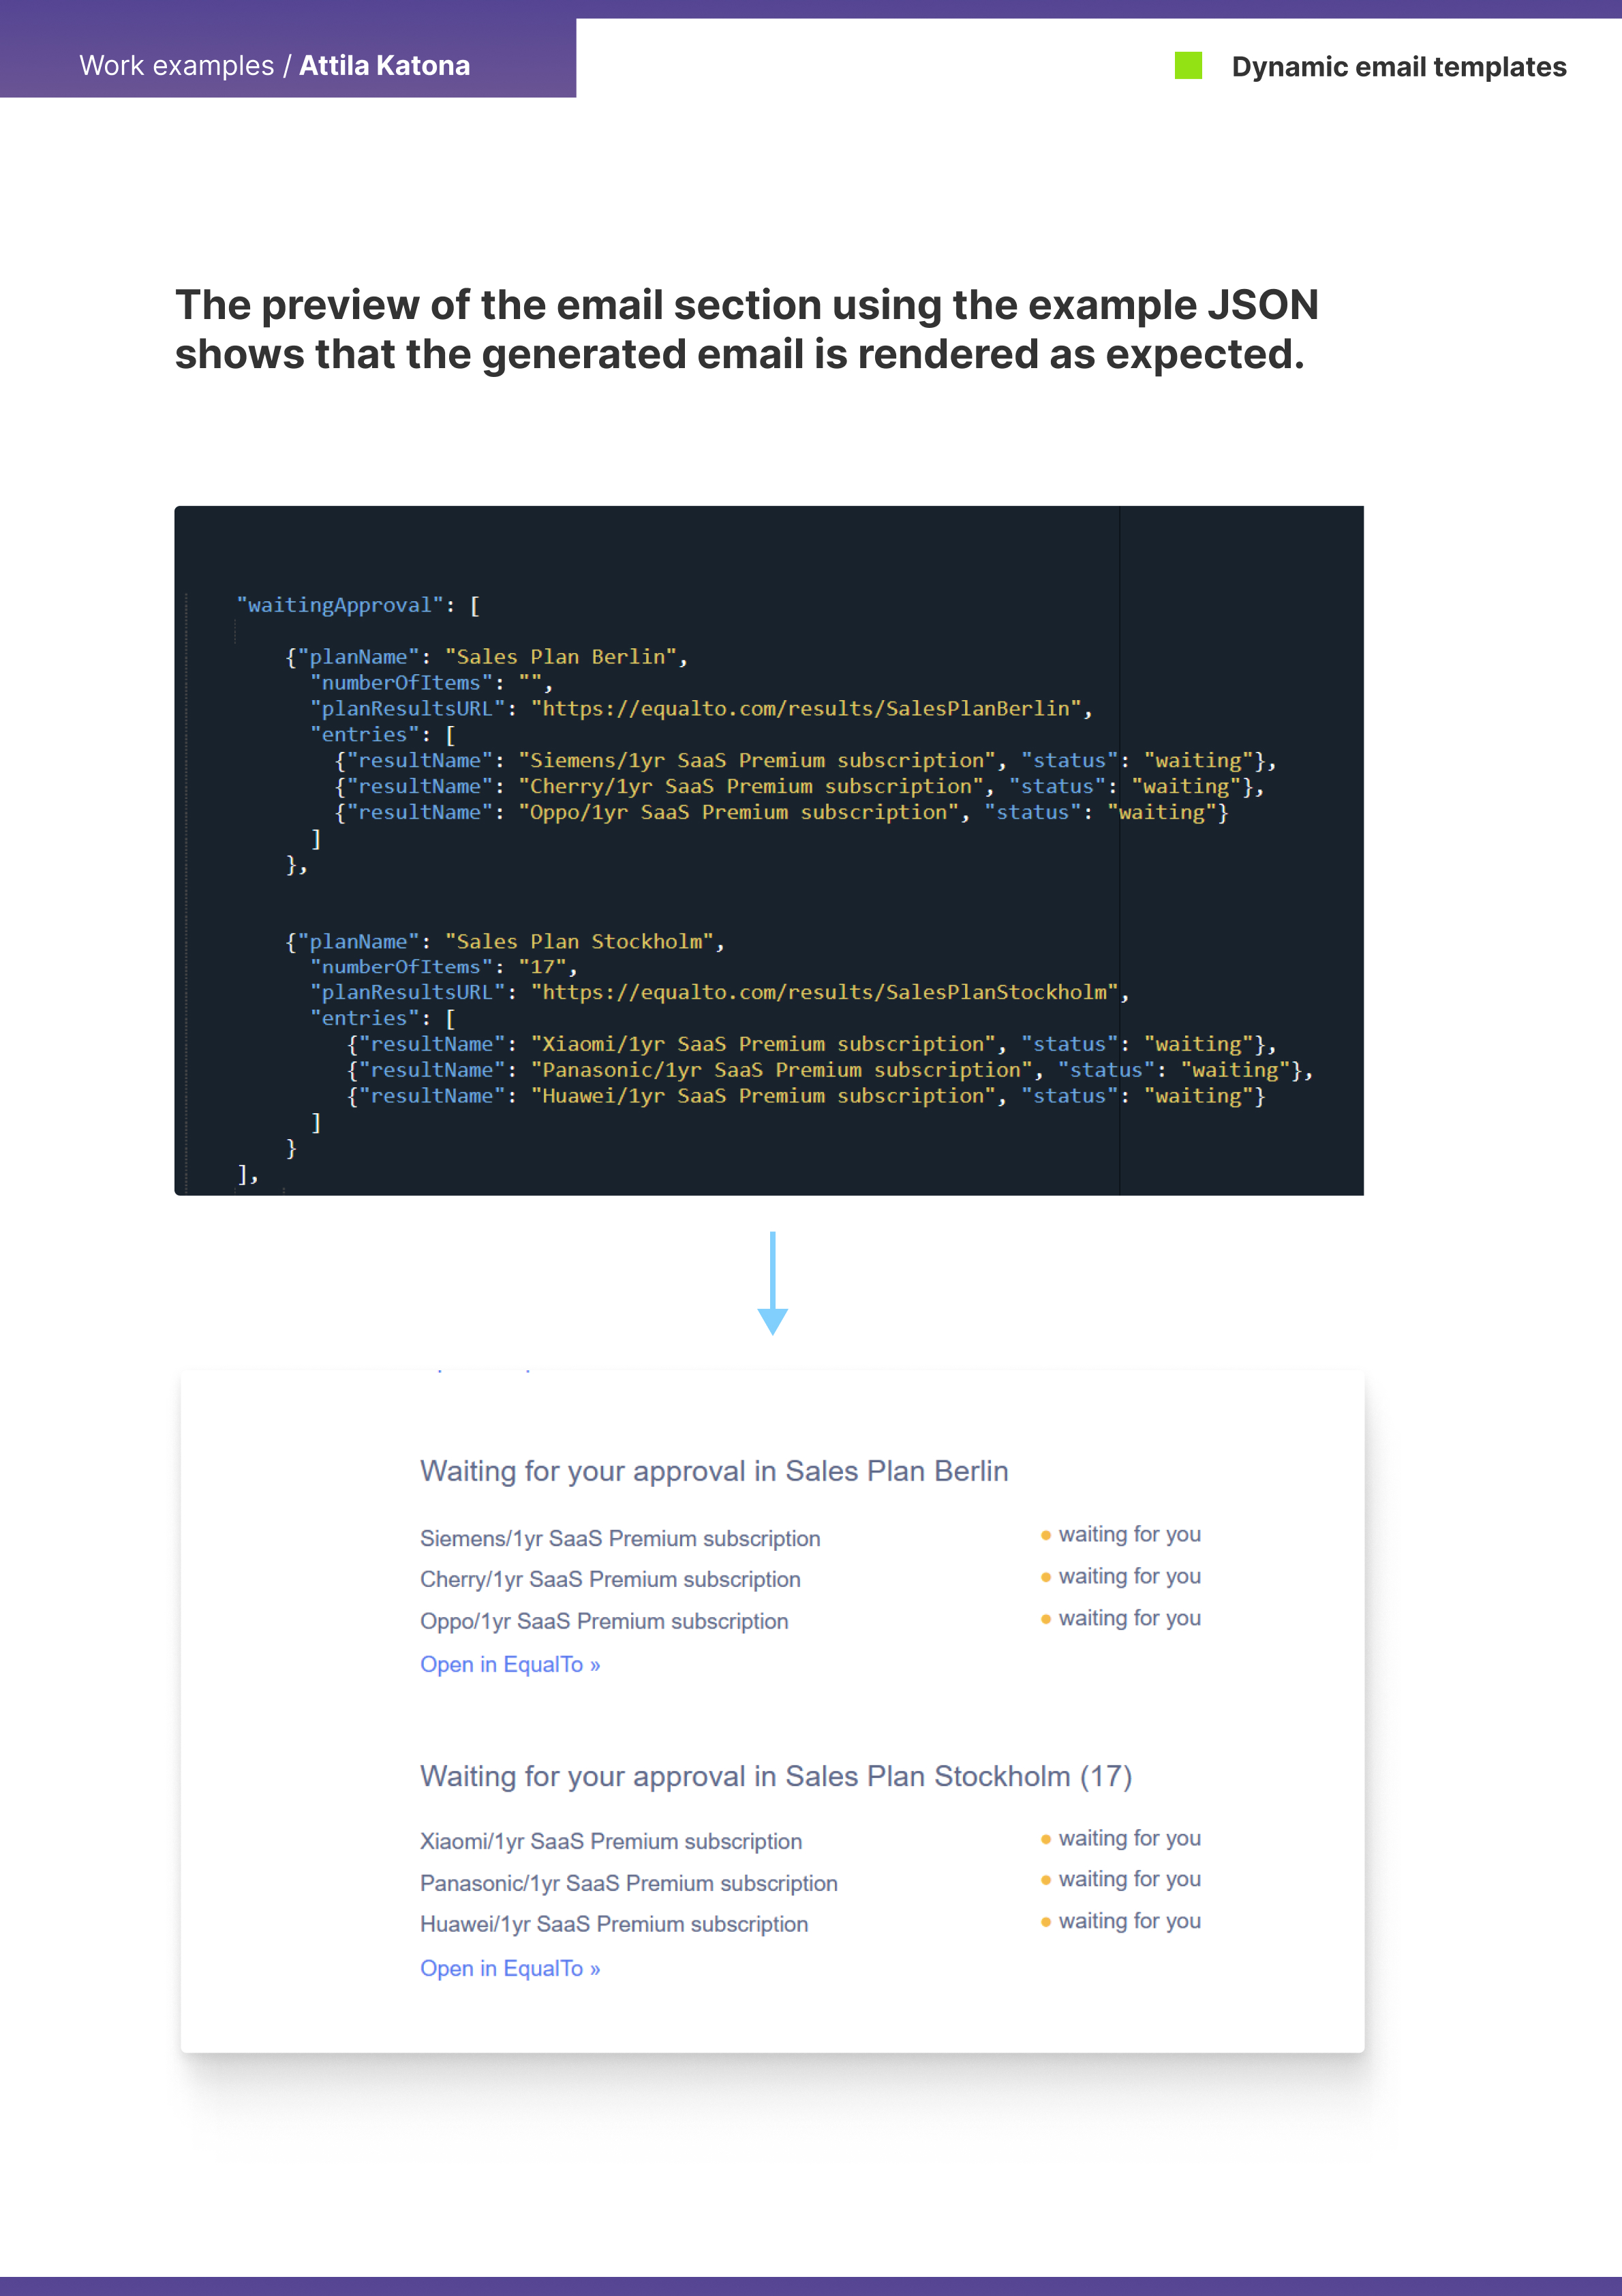 Work examples / Attila Katona
Dynamic email templates
The preview of the email section using the example JSON
shows that the generated email is rendered as expected.
"waitingApproval": [
{"planName": "Sales Plan Berlin",
"numberOfItems": "",
"planResultsURL": "https://equalto.com/results/SalesPlanBerlin",
"entries": [
{"resultName": "Siemens/1yr SaaS Premium subscription", "status": "waiting"},
{"resultName": "Cherry/1yr SaaS Premium subscription", "status": "waiting"},
{"resultName": "Oppo/1yr SaaS Premium subscription", "status": "waiting"}
]
},
{"planName": "Sales Plan Stockholm",
"numberOfItems": "17",
"planResultsURL": "https://equalto.com/results/SalesPlanStockholm",
"entries": [
{"resultName": "Xiaomi/1yr SaaS Premium subscription", "status": "waiting"},
{"resultName": "Panasonic/1yr SaaS Premium subscription", "status": "waiting"},
{"resultName": "Huawei/1yr SaaS Premium subscription", "status": "waiting"}
]
}
],
Waiting for your approval in Sales Plan Berlin
Siemens/1yr SaaS Premium subscription waiting for you
Cherry/1yr SaaS Premium subscription waiting for you
Oppo/1yr SaaS Premium subscription waiting for you
Open in EqualTo »
Waiting for your approval in Sales Plan Stockholm (17)
Xiaomi/1yr SaaS Premium subscription waiting for you
Panasonic/1yr SaaS Premium subscription waiting for you
Huawei/1yr SaaS Premium subscription waiting for you
Open in EqualTo »